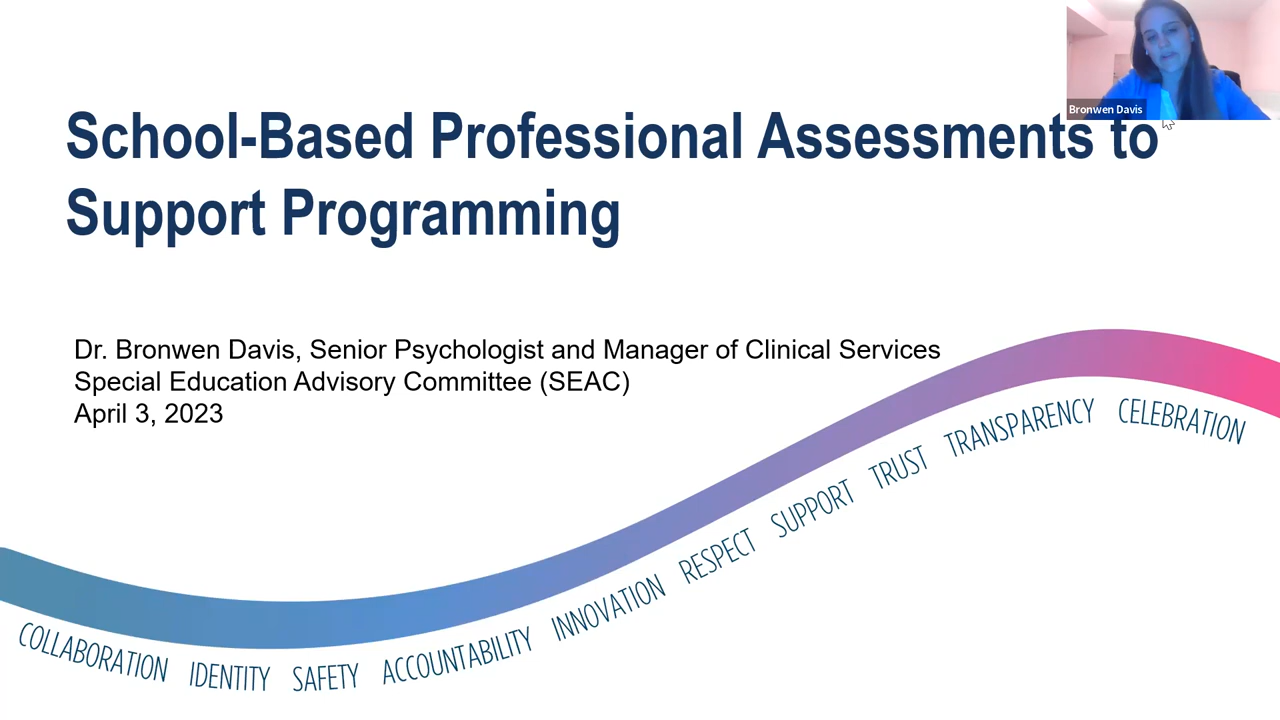 Bronwen Davis
School-Based Professional Assessments to
Support Programming
Dr. Bronwen Davis, Senior Psychologist and Manager of Clinical Services
Special Education Advisory Committee (SEAC)
April 3, 2023
COLLABORATION IDENTITY SAFETY ACCOUNTABILITY INNOVATION RESPECT SUPPORT TRUST TRANSPARENCY CELEBRATION